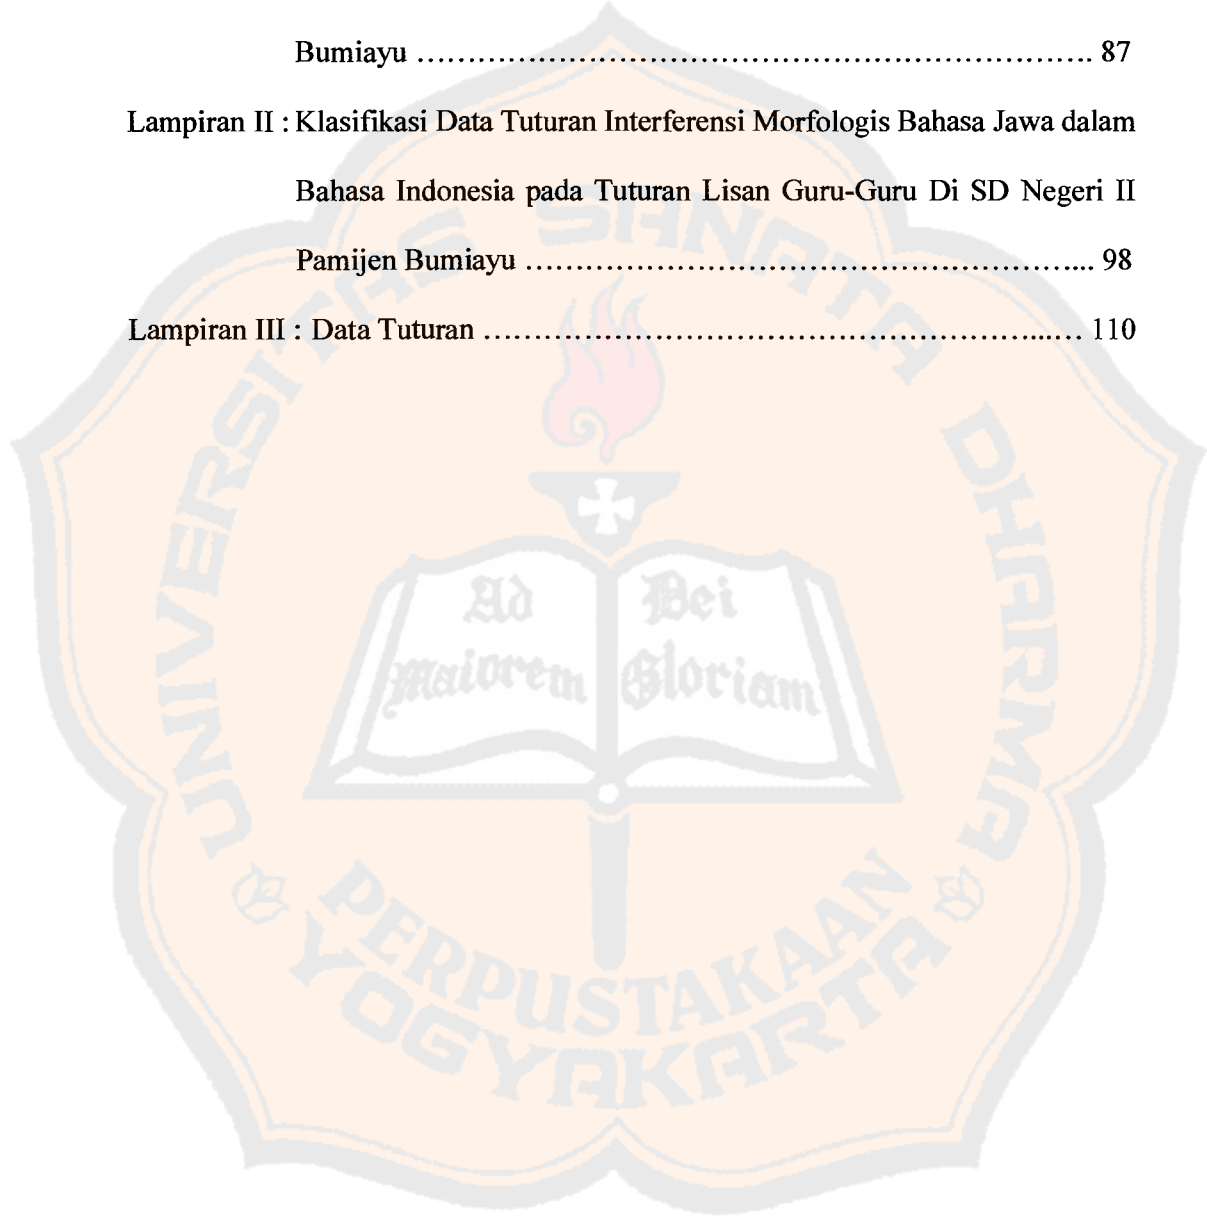 Bumiayu ……………………………………………………………. 87
Lampiran II : Klasifikasi Data Tuturan Interferensi Morfologis Bahasa Jawa dalam
Bahasa Indonesia pada Tuturan Lisan Guru-Guru Di SD Negeri II
Pamijen Bumiayu ………………………………………………….... 98
Lampiran III : Data Tuturan ………………………………………………....… 110
UNIVERSITAS SANATA DHARMA
Ad Dei
maiorem Gloriam
PERPUSTAKAAN
YOGYAKARTA